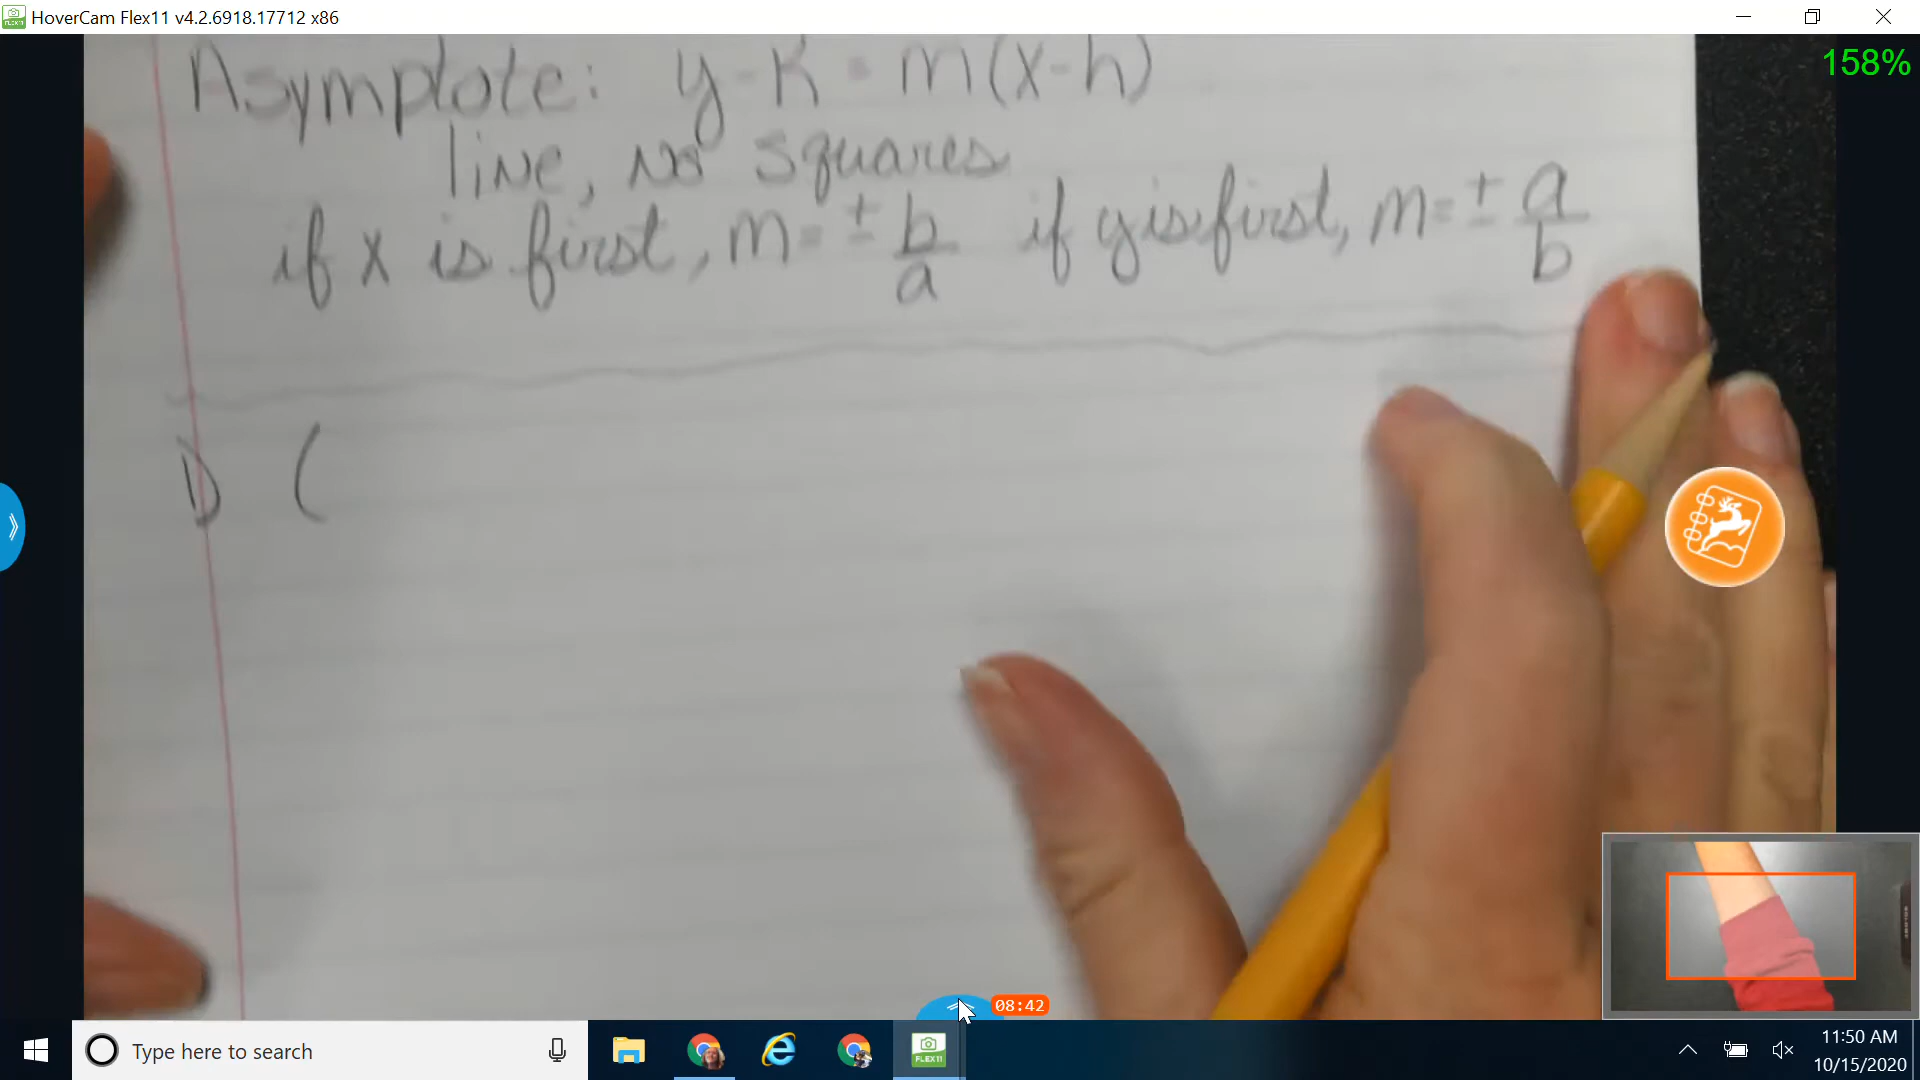 HoverCam Flex11 v4.2.6918.17712 x86
158%
Asymptote: y-K = m(x-h)
line, no squares
if x is first, m = ± b/a if y is first, m = ± a/b
1) (
08:42
Type here to search
FLEX11
11:50 AM
10/15/2020